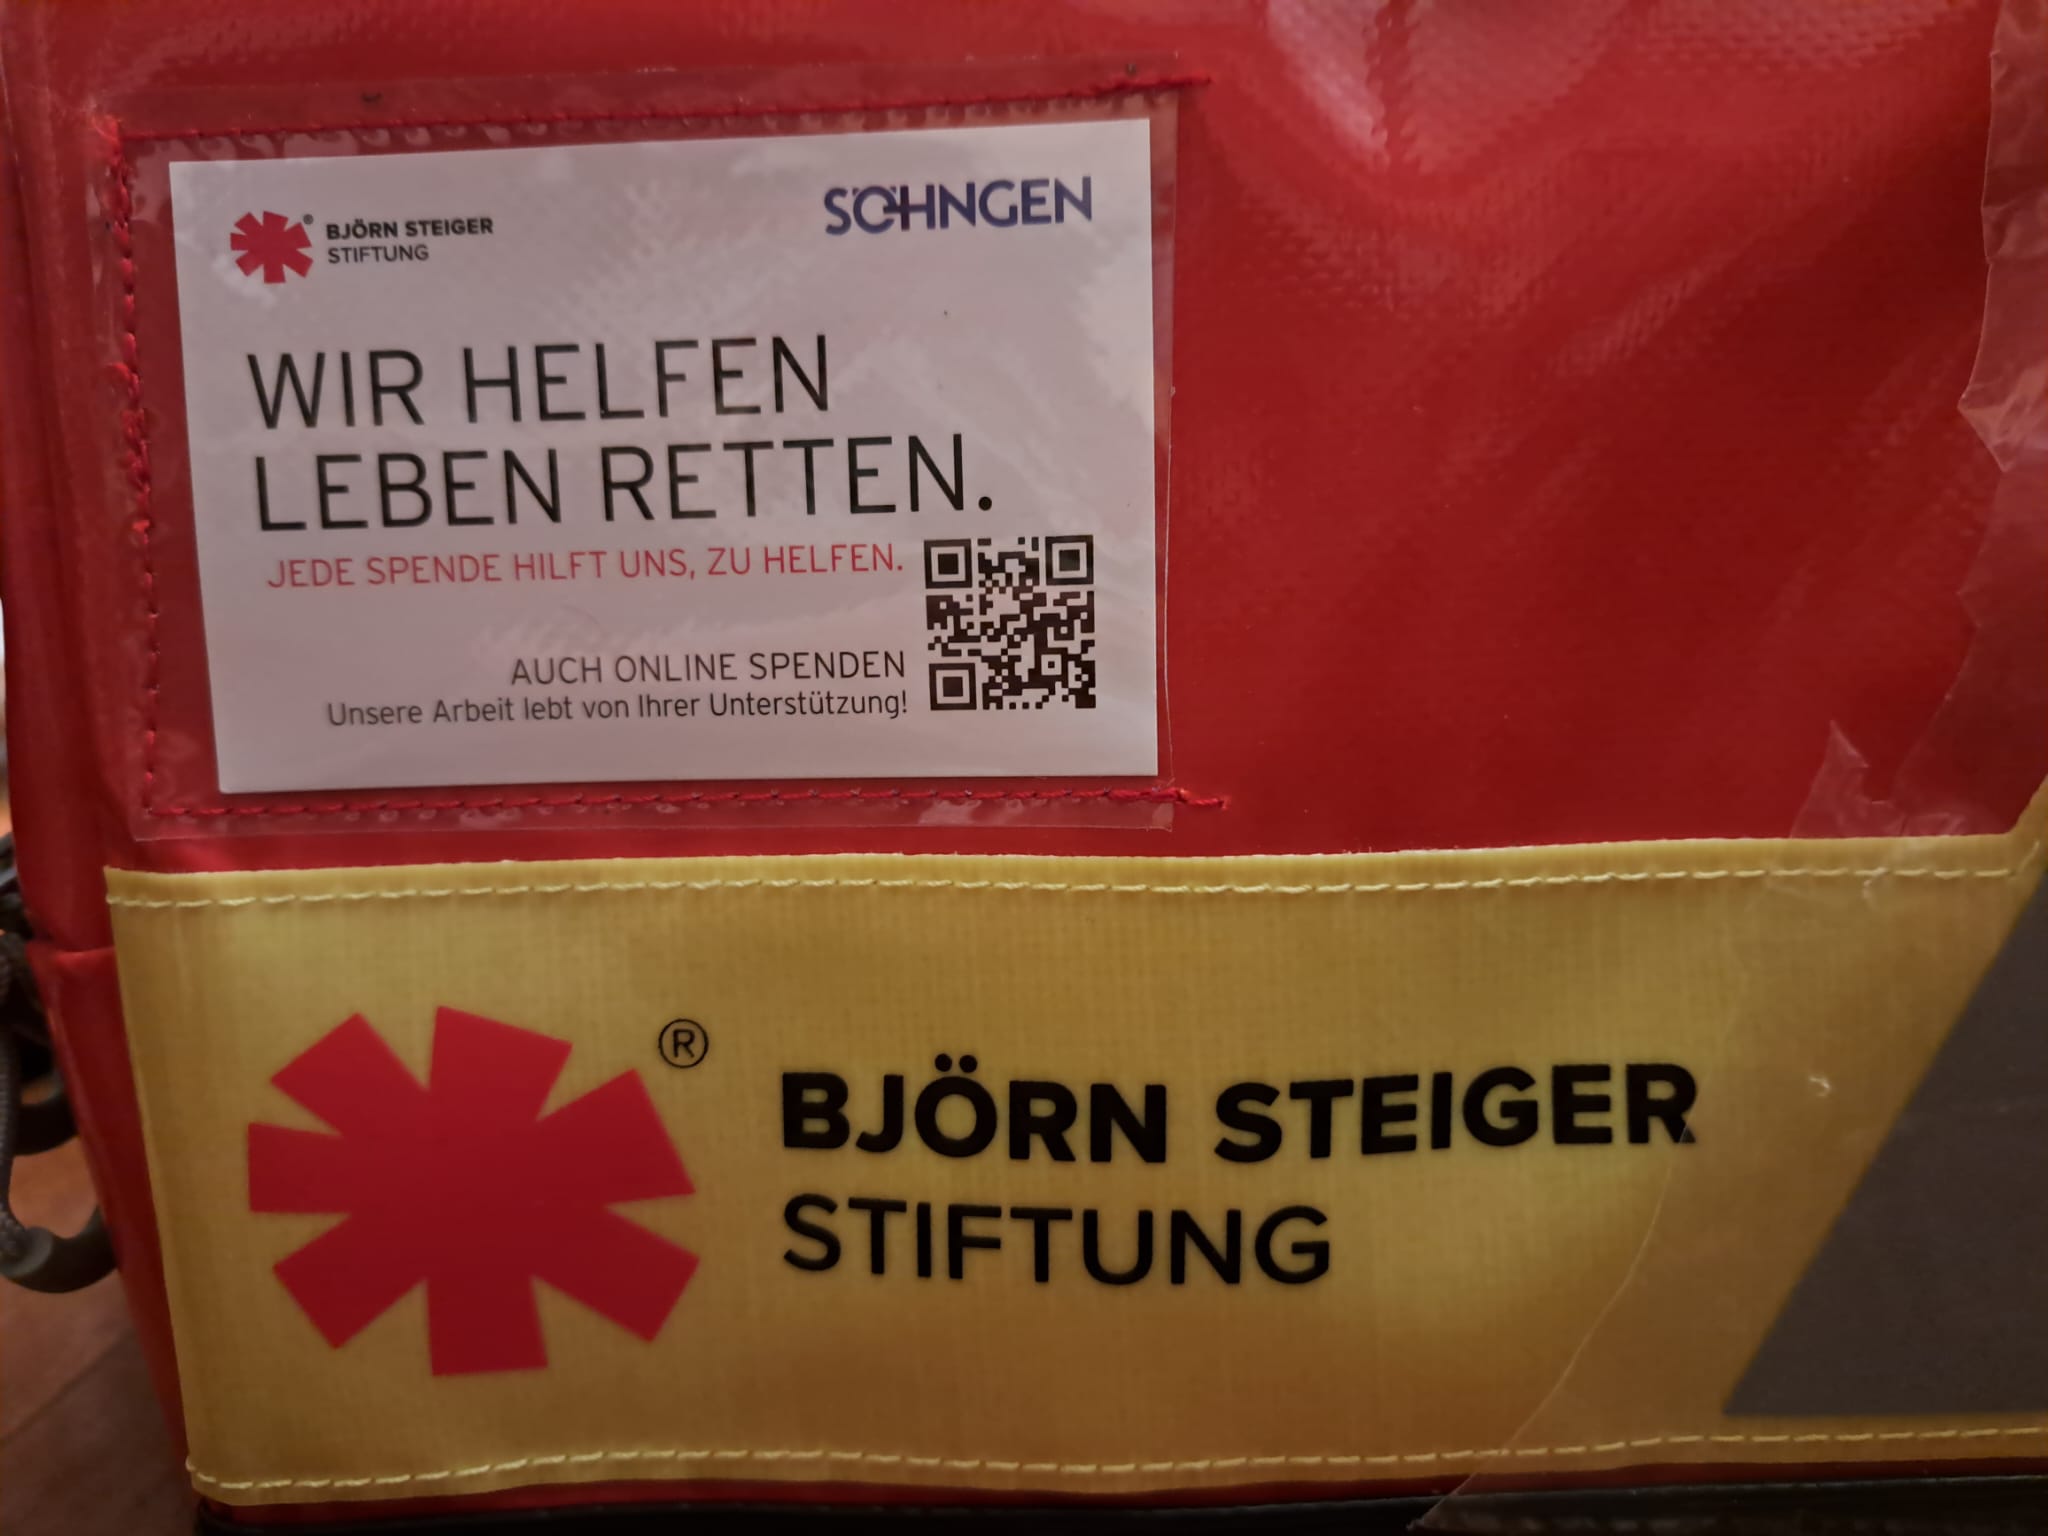 ® BJÖRN STEIGER
STIFTUNG
SÖHNGEN
WIR HELFEN
LEBEN RETTEN.
JEDE SPENDE HILFT UNS, ZU HELFEN.
AUCH ONLINE SPENDEN
Unsere Arbeit lebt von Ihrer Unterstützung!
® BJÖRN STEIGER
STIFTUNG